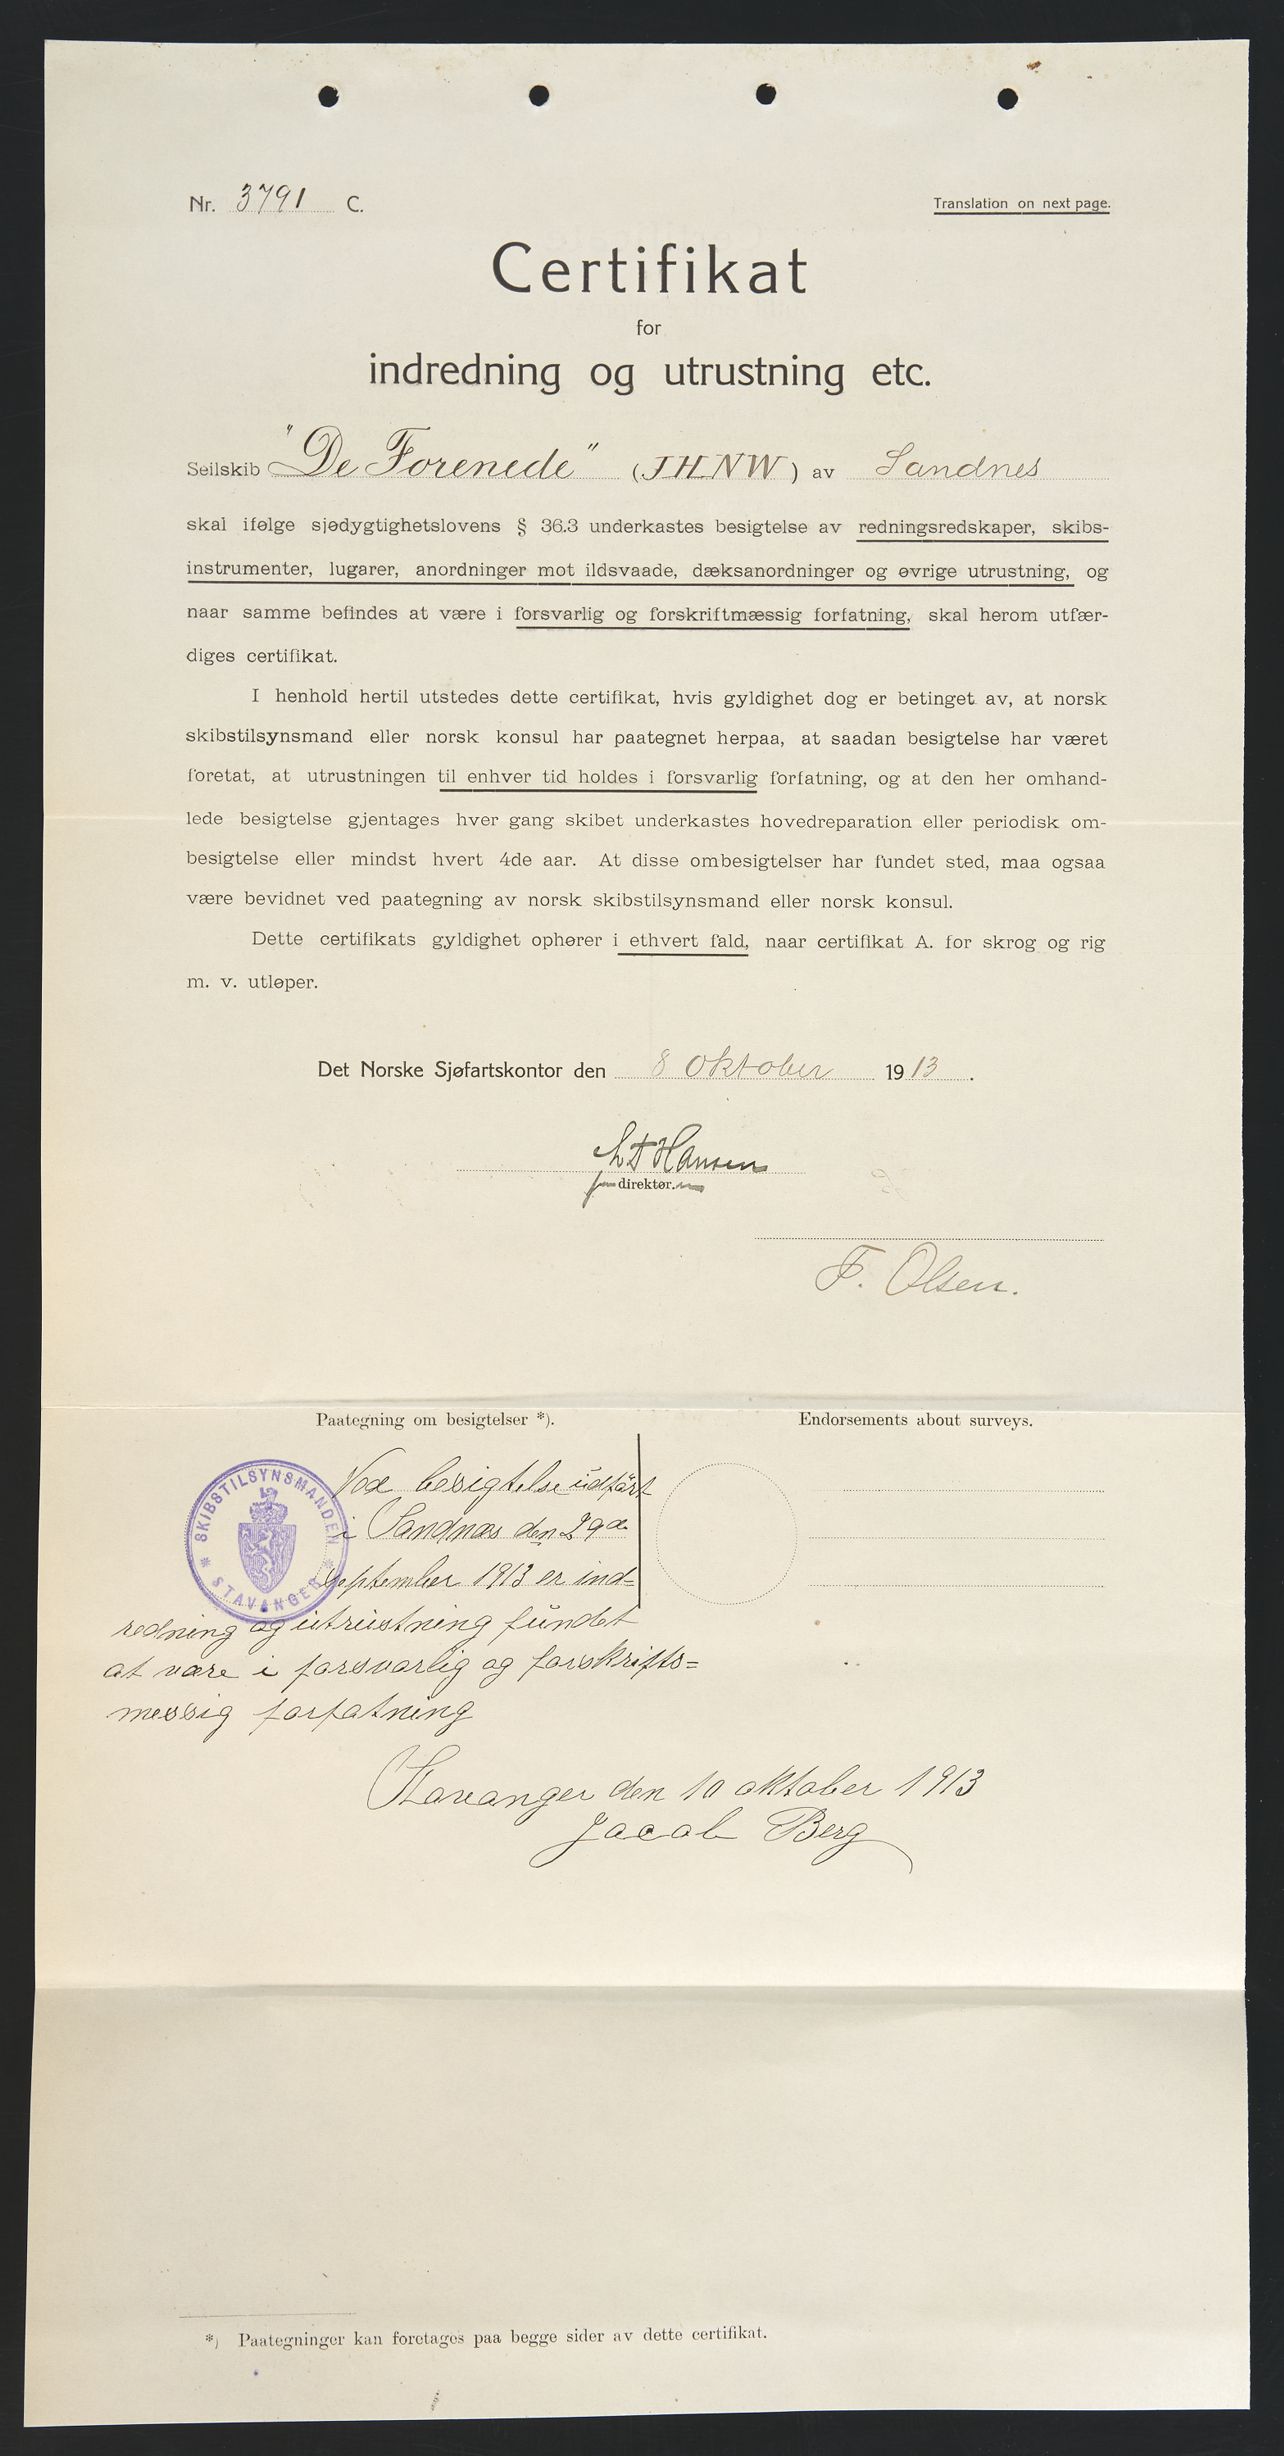 Nr. 3791 C.
Translation on next page.
Certifikat
for
indredning og utrustning etc.
Seilskib "De Forenede" (JHNW) av Sandnes
skal ifølge sjødygtighetslovens § 36.3 underkastes besigtelse av redningsredskaper, skibs-
instrumenter, lugarer, anordninger mot ildsvaade, dæksanordninger og øvrige utrustning, og
naar samme befindes at være i forsvarlig og forskriftmæssig forfatning, skal herom utfær-
diges certifikat.
I henhold hertil utstedes dette certifikat, hvis gyldighet dog er betinget av, at norsk
skibstilsynsmand eller norsk konsul har paategnet herpaa, at saadan besigtelse har været
foretat, at utrustningen til enhver tid holdes i forsvarlig forfatning, og at den her omhand-
lede besigtelse gjentages hver gang skibet underkastes hovedreparation eller periodisk om-
besigtelse eller mindst hvert 4de aar. At disse ombesigtelser har fundet sted, maa ogsaa
være bevidnet ved paategning av norsk skibstilsynsmand eller norsk konsul.
Dette certifikats gyldighet ophører i ethvert fald, naar certifikat A. for skrog og rig
m. v. utløper.
Det Norske Sjøfartskontor den 8 Oktober 1913.
Hansen
direktør.
F. Olsen.
Paategning om besigtelser *).
Endorsements about surveys.
SKIBSTILSYNSMANDEN
* STAVANGER *
Ved besigtelse udført
i Sandnæs den 29de
september 1913 er ind=
redning og utrustning fundet
at være i forsvarlig og forskrifts=
messig forfatning
Stavanger den 10 oktober 1913
Jacob Berg
*) Paategninger kan foretages paa begge sider av dette certifikat.